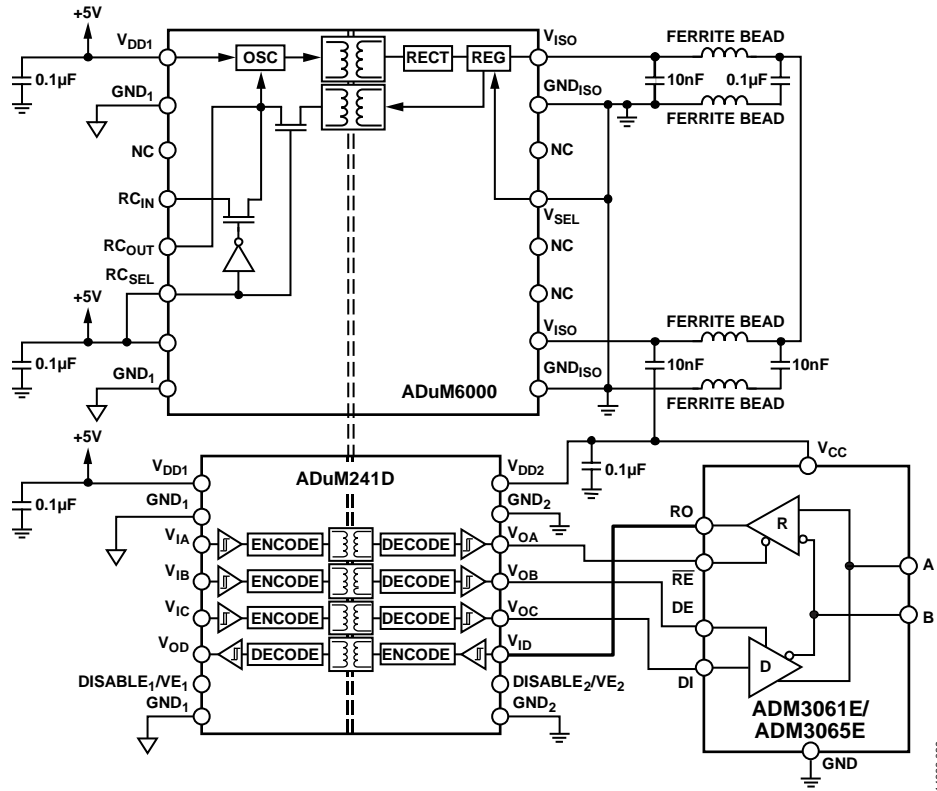 +5V
V_DD1
0.1µF
GND_1
NC
RC_IN
RC_OUT
RC_SEL
+5V
0.1µF
GND_1
OSC
RECT
REG
ADuM6000
V_ISO
GND_ISO
NC
V_SEL
NC
NC
V_ISO
GND_ISO
FERRITE BEAD
10nF
0.1µF
FERRITE BEAD
FERRITE BEAD
10nF
10nF
FERRITE BEAD
+5V
0.1µF
V_DD1
GND_1
V_IA
V_IB
V_IC
V_OD
DISABLE_1/VE_1
GND_1
ADuM241D
ENCODE
DECODE
ENCODE
DECODE
ENCODE
DECODE
DECODE
ENCODE
V_DD2
GND_2
V_OA
V_OB
V_OC
V_ID
DISABLE_2/VE_2
GND_2
0.1µF
V_CC
RO
RE
DE
DI
R
D
A
B
ADM3061E/
ADM3065E
GND